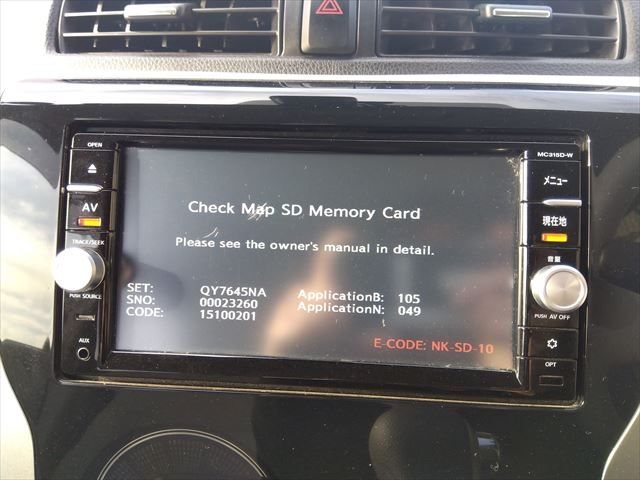 OPEN
MC315D-W
AV
メニュー
現在地
TRACK/SEEK
音量
PUSH SOURCE
PUSH AV OFF
AUX
OPT
Check Map SD Memory Card
Please see the owner's manual in detail.
SET: QY7645NA
SNO: 00023260
CODE: 15100201
ApplicationB: 105
ApplicationN: 049
E-CODE: NK-SD-10